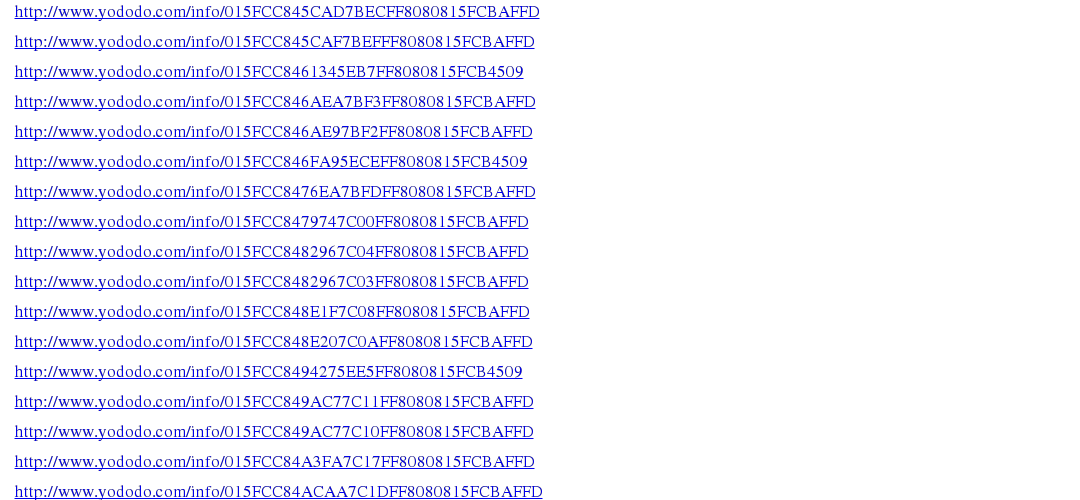 http://www.yododo.com/info/015FCC845CAD7BECFF8080815FCBAFFD
http://www.yododo.com/info/015FCC845CAF7BEFFF8080815FCBAFFD
http://www.yododo.com/info/015FCC8461345EB7FF8080815FCB4509
http://www.yododo.com/info/015FCC846AEA7BF3FF8080815FCBAFFD
http://www.yododo.com/info/015FCC846AE97BF2FF8080815FCBAFFD
http://www.yododo.com/info/015FCC846FA95ECEFF8080815FCB4509
http://www.yododo.com/info/015FCC8476EA7BFDFF8080815FCBAFFD
http://www.yododo.com/info/015FCC8479747C00FF8080815FCBAFFD
http://www.yododo.com/info/015FCC8482967C04FF8080815FCBAFFD
http://www.yododo.com/info/015FCC8482967C03FF8080815FCBAFFD
http://www.yododo.com/info/015FCC848E1F7C08FF8080815FCBAFFD
http://www.yododo.com/info/015FCC848E207C0AFF8080815FCBAFFD
http://www.yododo.com/info/015FCC8494275EE5FF8080815FCB4509
http://www.yododo.com/info/015FCC849AC77C11FF8080815FCBAFFD
http://www.yododo.com/info/015FCC849AC77C10FF8080815FCBAFFD
http://www.yododo.com/info/015FCC84A3FA7C17FF8080815FCBAFFD
http://www.yododo.com/info/015FCC84ACAA7C1DFF8080815FCBAFFD